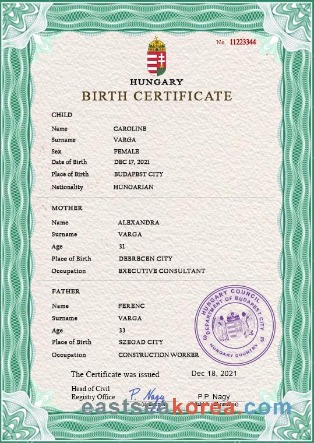 No. 11223344
HUNGARY
BIRTH CERTIFICATE
CHILD
Name CAROLINE
Surname VARGA
Sex FEMALE
Date of Birth DEC 17, 2021
Place of Birth BUDAPEST CITY
Nationality HUNGARIAN
MOTHER
Name ALEXANDRA
Surname VARGA
Age 31
Place of Birth DEBRECEN CITY
Occupation EXECUTIVE CONSULTANT
FATHER
Name FERENC
Surname VARGA
Age 33
Place of Birth SZEGAD CITY
Occupation CONSTRUCTION WORKER
HUNGARY COUNCIL
DEPARTMENT OF BUDAPEST CITY
HUNGARY COUNTRY
The Certificate was issued Dec 18, 2021
Head of Civil
Registry Office P. Nagy P.P. Nagy
eastseakorea.com